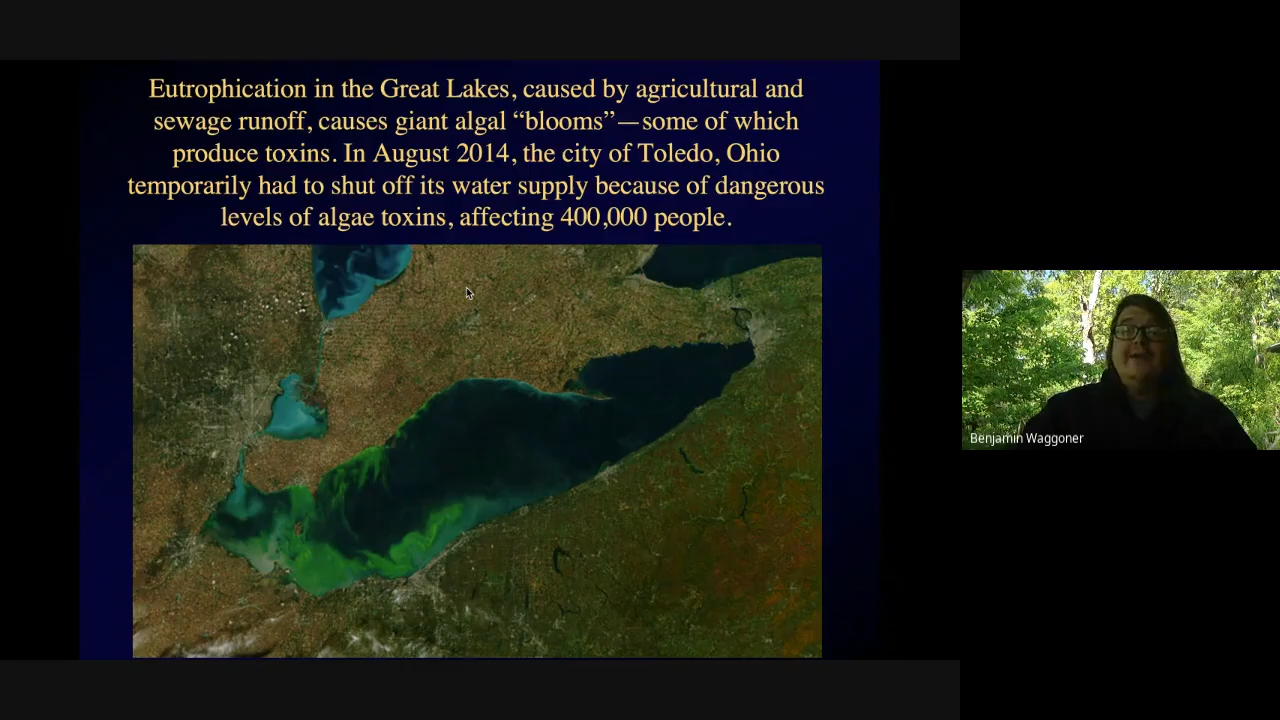 Eutrophication in the Great Lakes, caused by agricultural and
sewage runoff, causes giant algal “blooms”—some of which
produce toxins. In August 2014, the city of Toledo, Ohio
temporarily had to shut off its water supply because of dangerous
levels of algae toxins, affecting 400,000 people.
Benjamin Waggoner